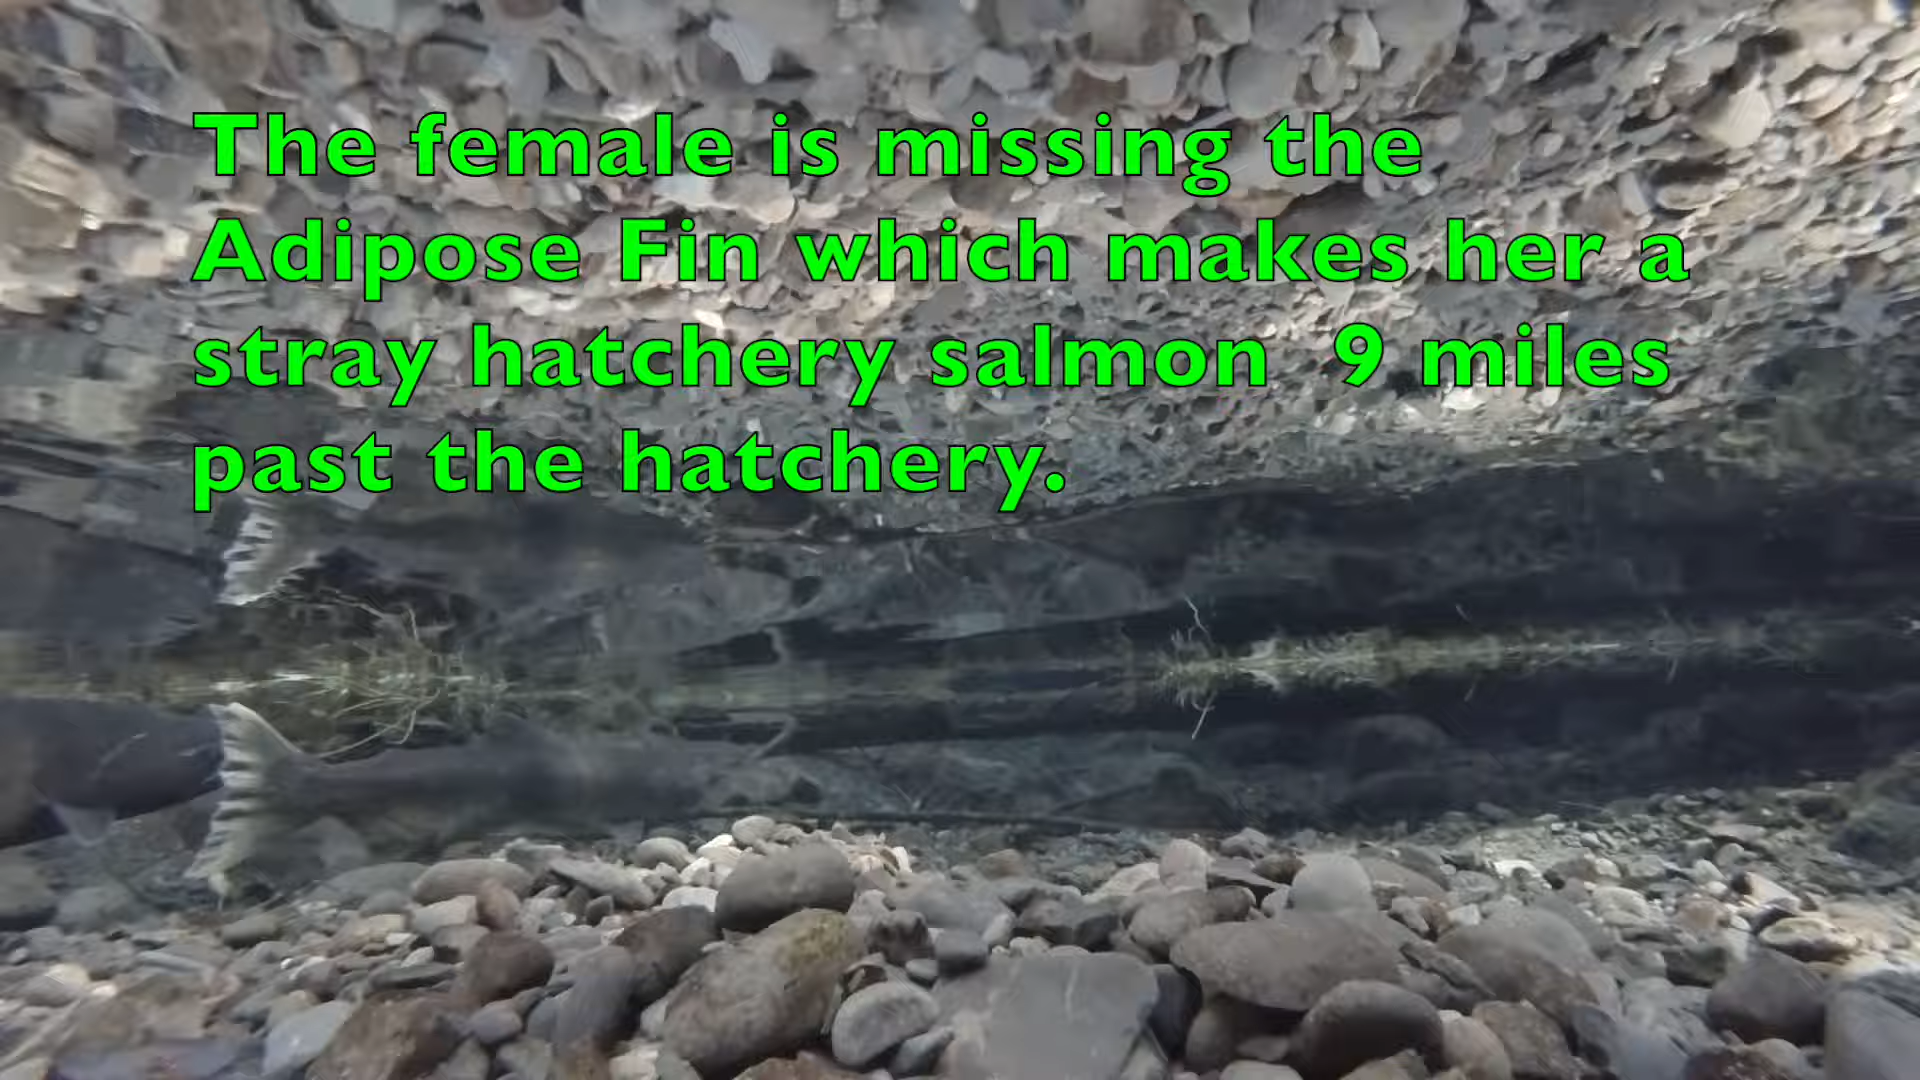 The female is missing the
Adipose Fin which makes her a
stray hatchery salmon  9 miles
past the hatchery.